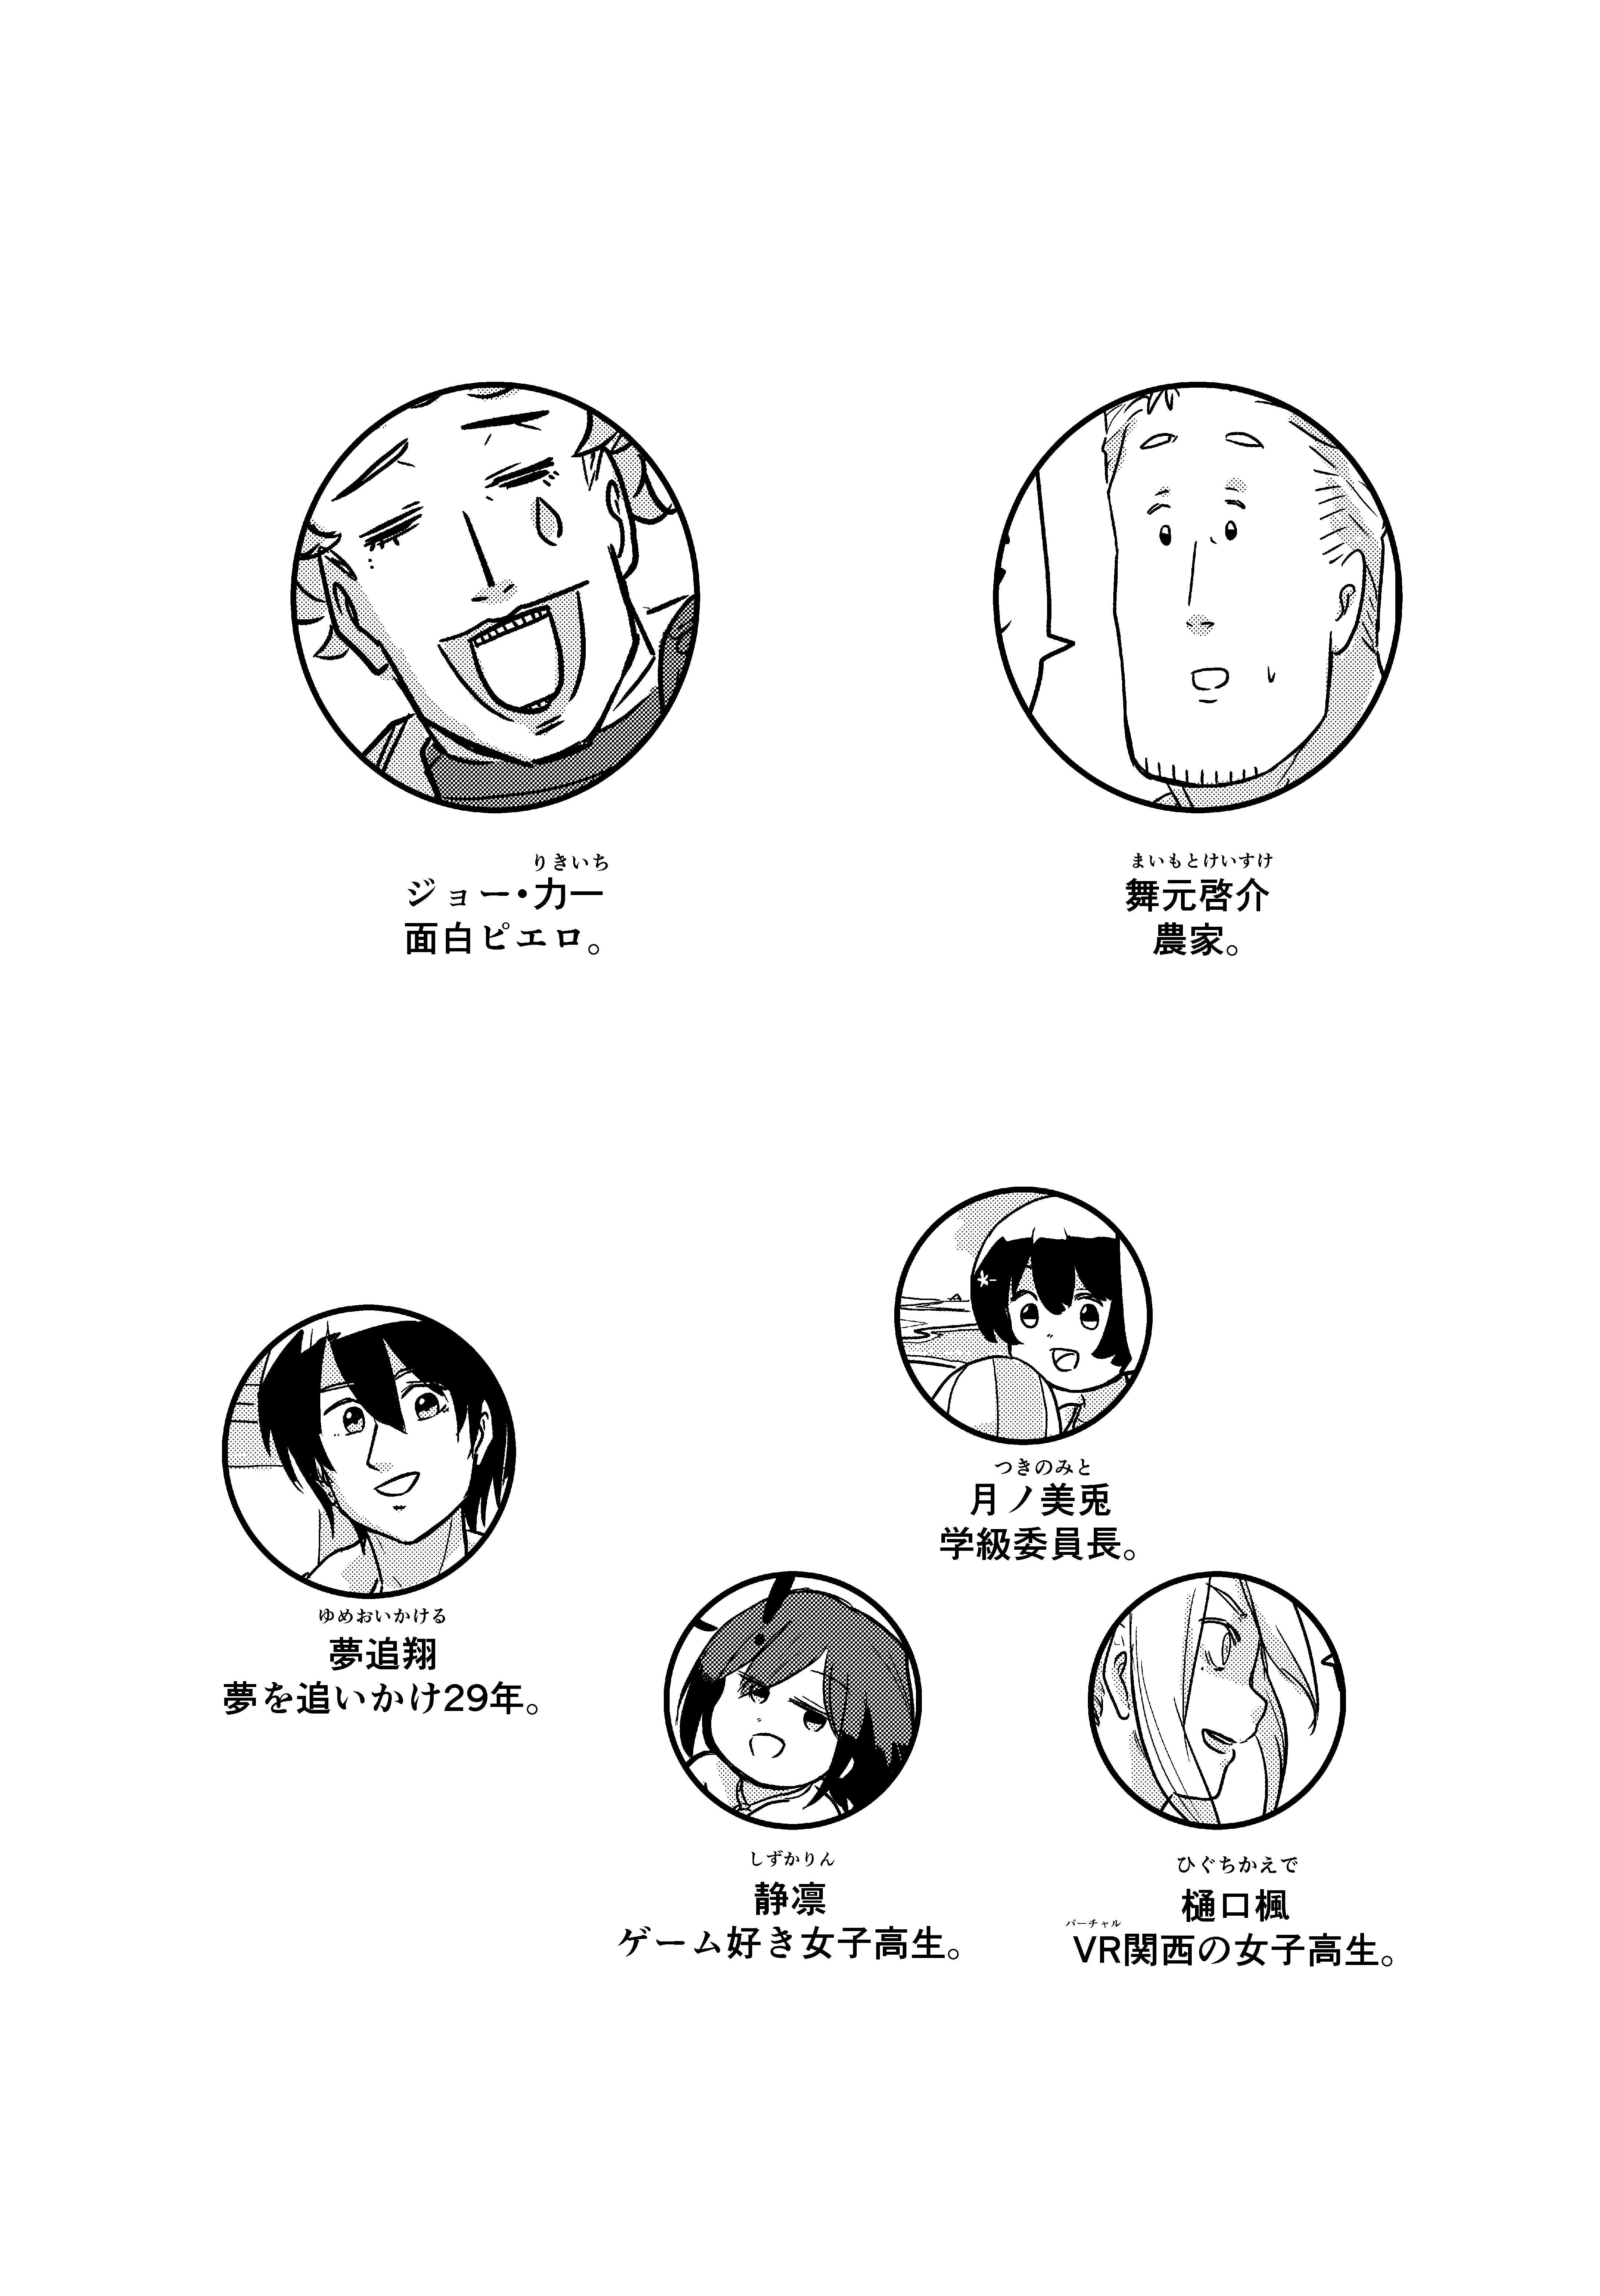 りきいち
ジョー・力一
面白ピエロ。
まいもとけいすけ
舞元啓介
農家。
つきのみと
月ノ美兎
学級委員長。
ゆめおいかける
夢追翔
夢を追いかけ29年。
しずかりん
静凛
ゲーム好き女子高生。
ひぐちかえで
樋口楓
バーチャル
VR関西の女子高生。